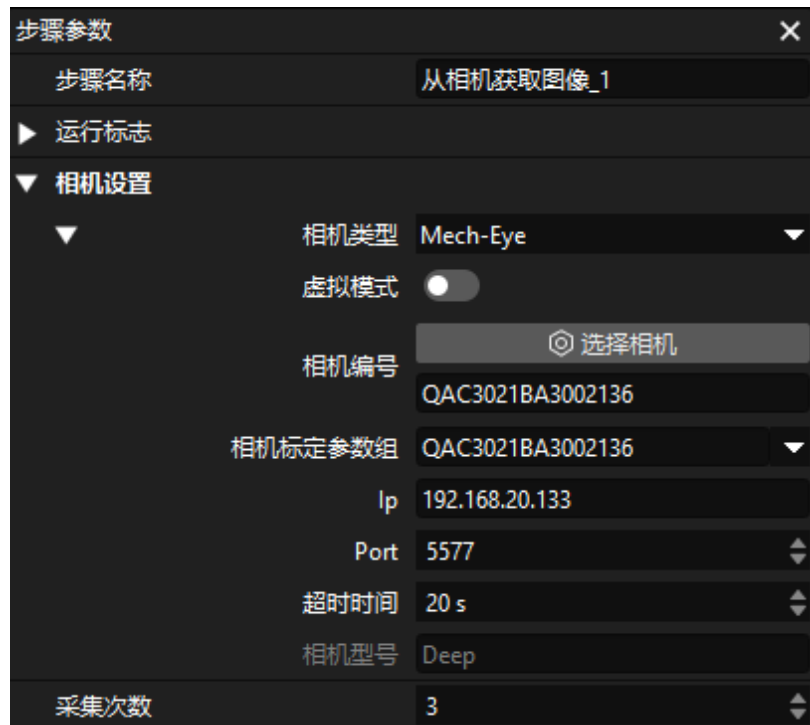 步骤参数
步骤名称 从相机获取图像_1
运行标志
相机设置
相机类型 Mech-Eye
虚拟模式
相机编号 选择相机
QAC3021BA3002136
相机标定参数组 QAC3021BA3002136
Ip 192.168.20.133
Port 5577
超时时间 20 s
相机型号 Deep
采集次数 3